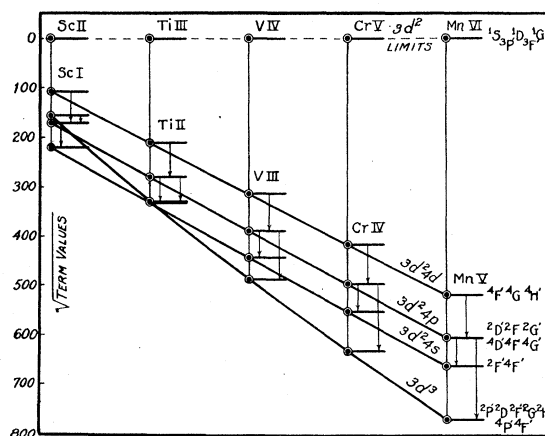 Sc II Ti III V IV Cr V 3d² Mn VI
0 LIMITS ¹S ³P ¹D ³F ¹G
Sc I
100
Ti II
200
V III
300
Cr IV
400
√TERM VALUES
3d²4d Mn V
500 ⁴F' ⁴G ⁴H'
3d²4p ²D' ²F ²G'
600 ⁴D' ⁴F ⁴G'
3d²4s ²F' ⁴F'
3d³
700
²P' ²D ²F' ²G
⁴P' ⁴F'
800